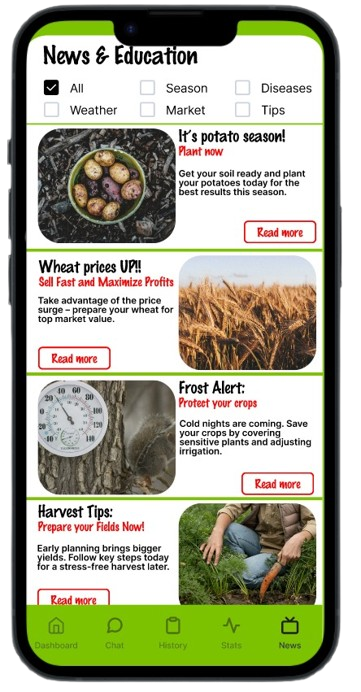 News & Education
All
Season
Diseases
Weather
Market
Tips
It's potato season!
Plant now
Get your soil ready and plant
your potatoes today for the
best results this season.
Read more
Wheat prices UP!!
Sell Fast and Maximize Profits
Take advantage of the price
surge – prepare your wheat for
top market value.
Read more
Frost Alert:
Protect your crops
Cold nights are coming. Save
your crops by covering
sensitive plants and adjusting
irrigation.
Read more
Harvest Tips:
Prepare your Fields Now!
Early planning brings bigger
yields. Follow key steps today
for a stress-free harvest later.
Read more
Dashboard
Chat
History
Stats
News